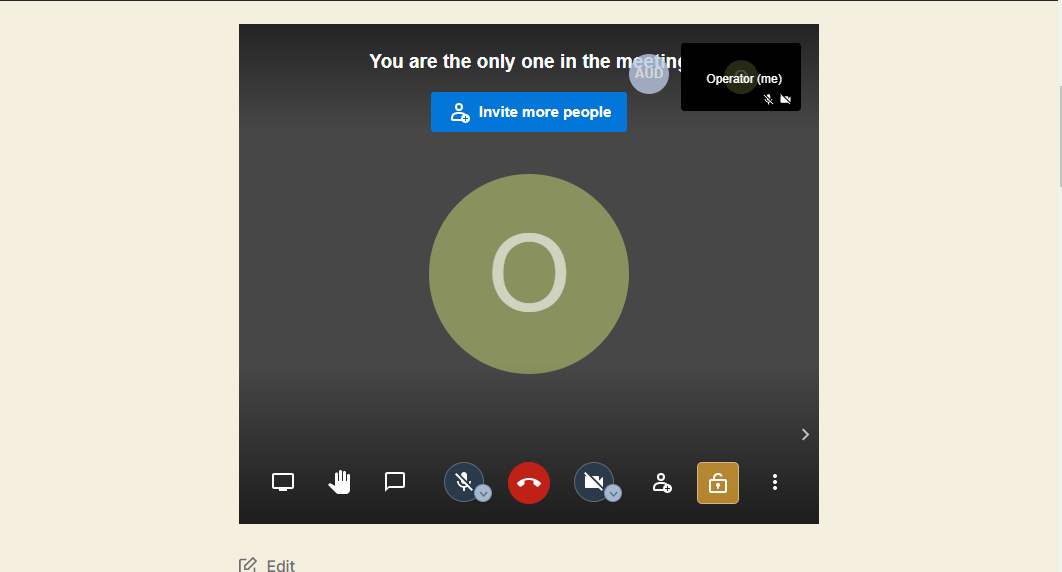 You are the only one in the meeting
AUD
Operator (me)
Invite more people
O
Edit